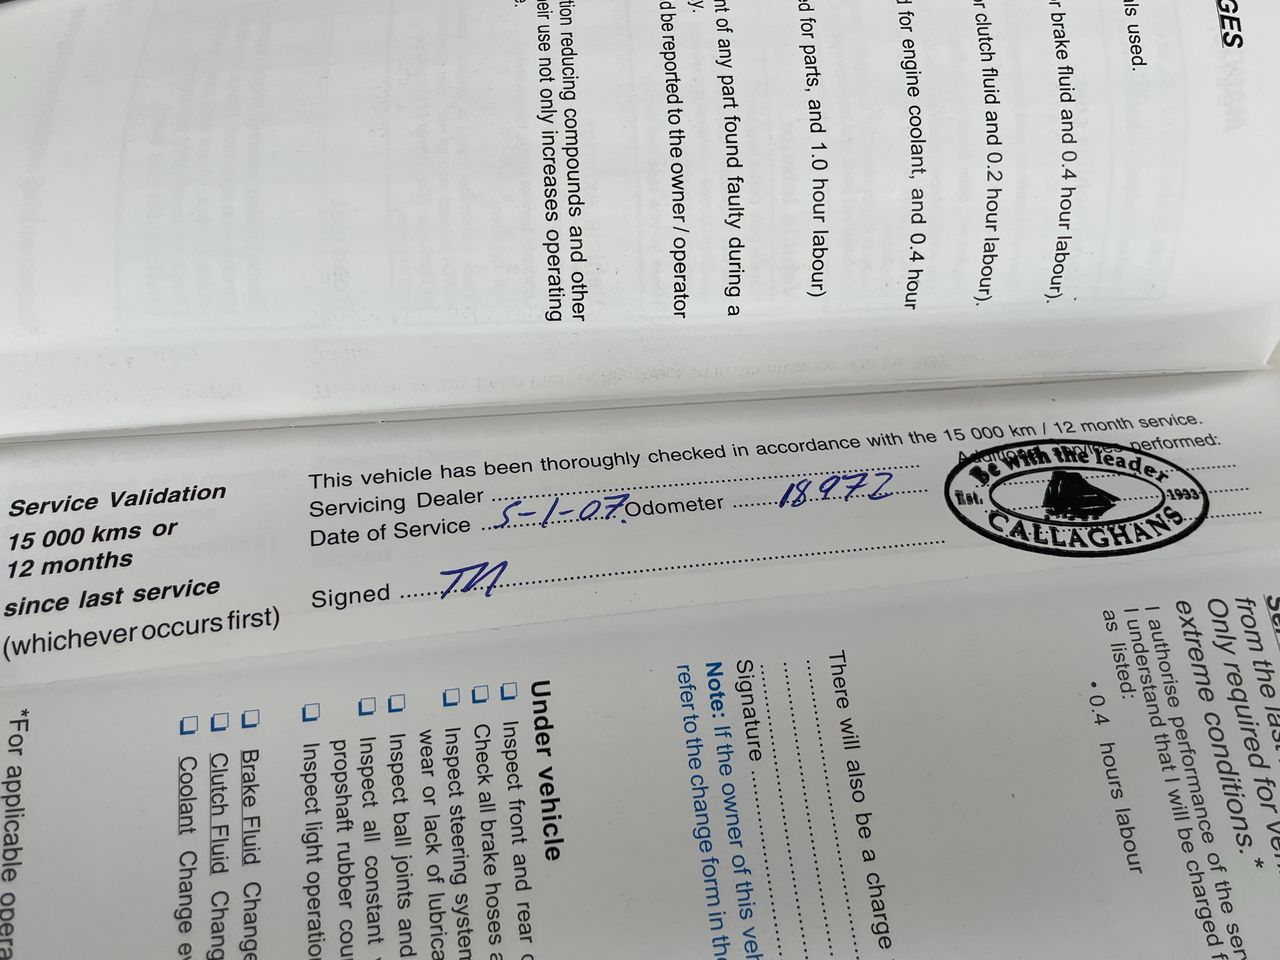 GES
ls used.
r brake fluid and 0.4 hour labour).
r clutch fluid and 0.2 hour labour).
for engine coolant, and 0.4 hour
ed for parts, and 1.0 hour labour)
nt of any part found faulty during a
y.
d be reported to the owner / operator
tion reducing compounds and other
eir use not only increases operating
e.
Service Validation
15 000 kms or
12 months
since last service
(whichever occurs first)
This vehicle has been thoroughly checked in accordance with the 15 000 km / 12 month service.
Servicing Dealer
performed:
Date of Service 5-1-07 Odometer 18972
Signed TM
Be with the leader
Est. 1933
CALLAGHANS
from the last
Only required for
extreme conditions. *
I authorise performance of the ser
I understand that I will be charged f
as listed:
• 0.4 hours labour
There will also be a charge
Signature
Note: If the owner of this veh
refer to the change form in the
Under vehicle
❏ Inspect front and rear
❏ Check all brake hoses a
❏ Inspect steering system
wear or lack of lubrica
❏ Inspect ball joints and
❏ Inspect all constant
propshaft rubber cou
❏ Inspect light operation
❏ Brake Fluid Change
❏ Clutch Fluid Chang
❏ Coolant Change ev
*For applicable opera